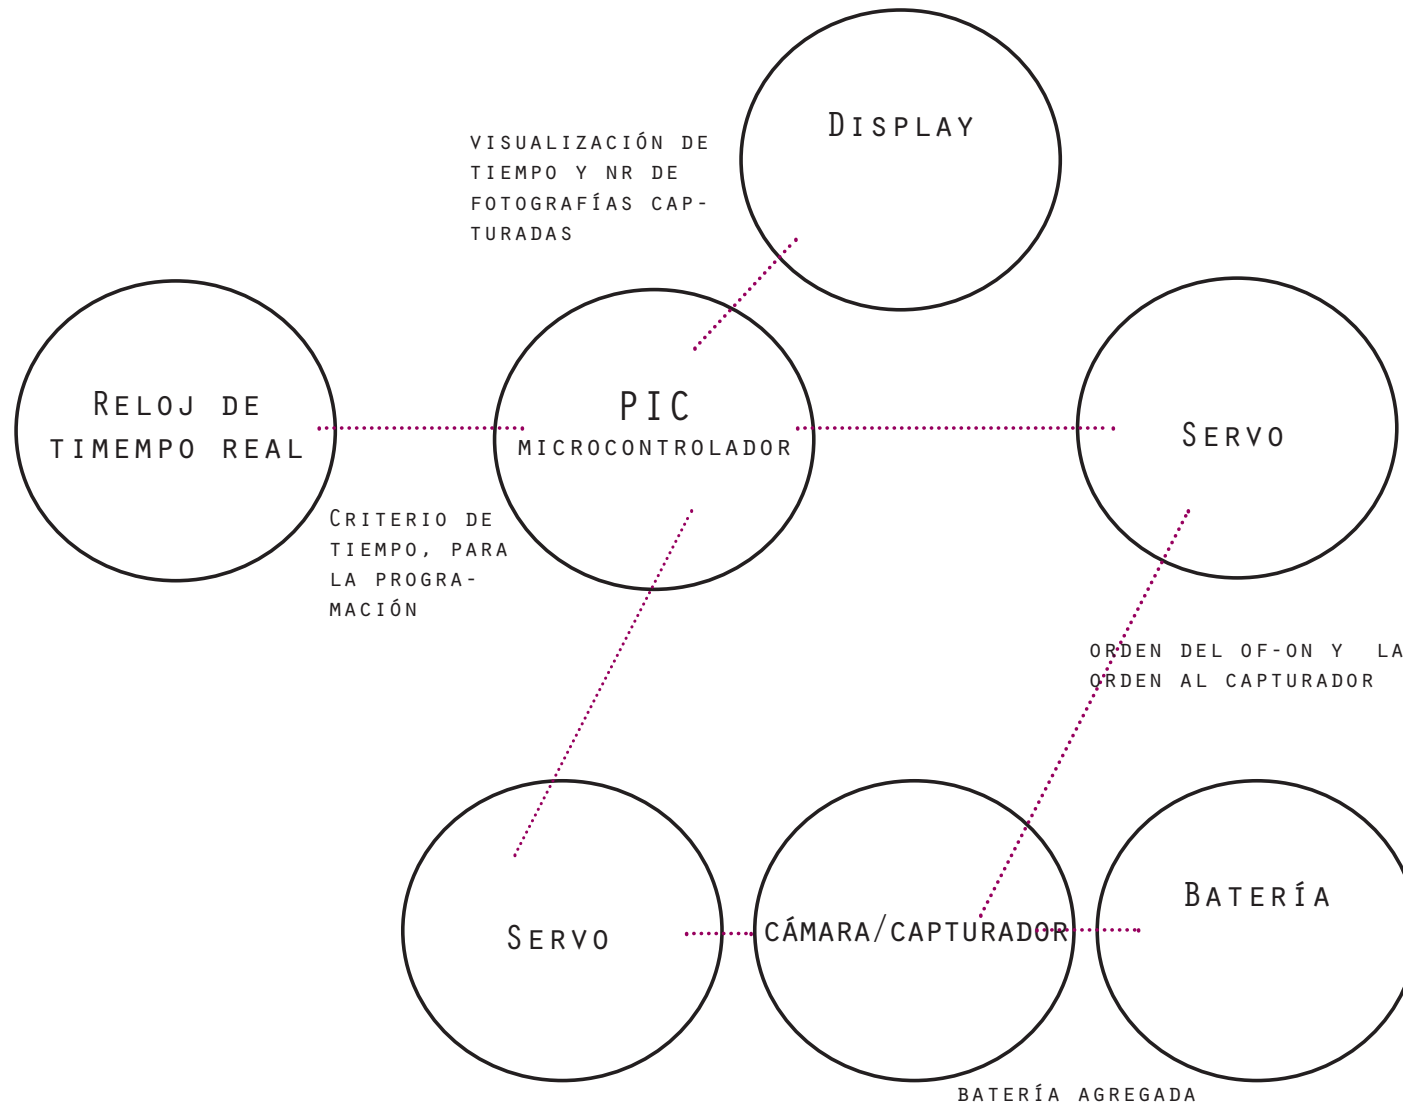 Display
visualización de
tiempo y nr de
fotografías cap-
turadas
Reloj de
timempo real
PIC
microcontrolador
Servo
Criterio de
tiempo, para
la progra-
mación
orden del of-on y la
orden al capturador
Servo
cámara/capturador
Batería
batería agregada